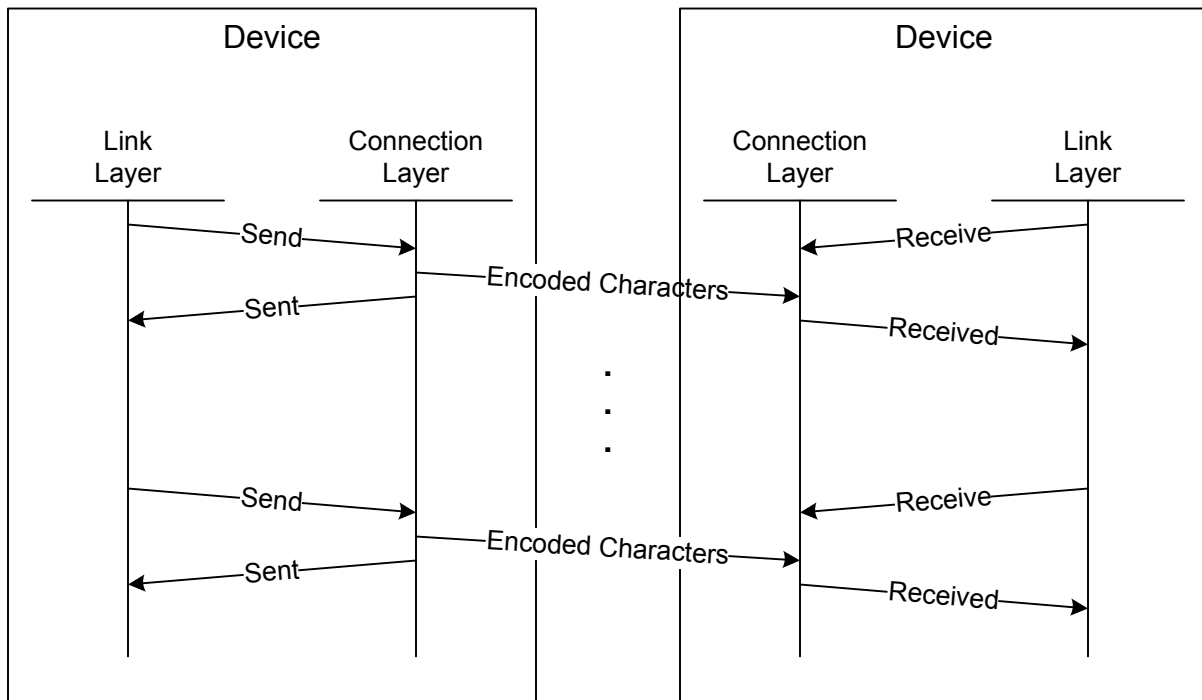 Device
Device
Link
Layer
Connection
Layer
Connection
Layer
Link
Layer
Send
Receive
Encoded Characters
Sent
Received
.
.
.
Send
Receive
Encoded Characters
Sent
Received